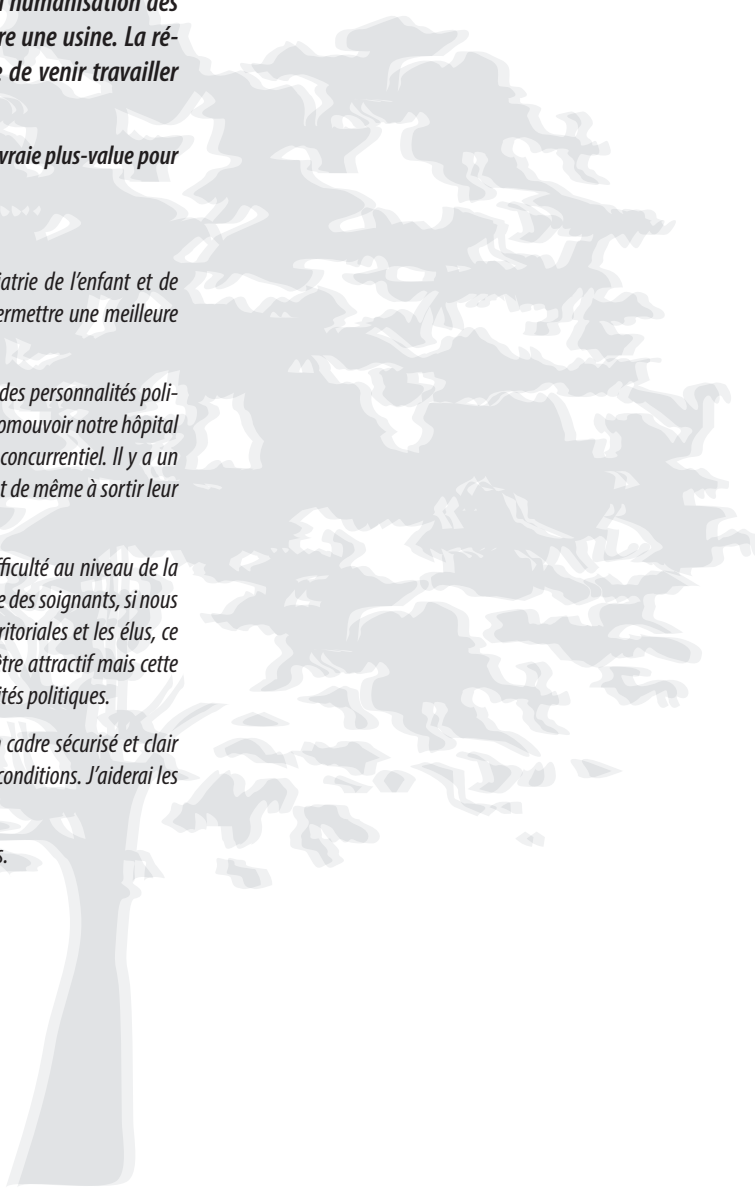 l'humanisation des
re une usine. La ré-
e de venir travailler
vraie plus-value pour
iatrie de l'enfant et de
ermettre une meilleure
des personnalités poli-
omouvoir notre hôpital
concurrentiel. Il y a un
t de même à sortir leur
fficulté au niveau de la
e des soignants, si nous
ritoriales et les élus, ce
être attractif mais cette
ités politiques.
cadre sécurisé et clair
conditions. J'aiderai les
s.